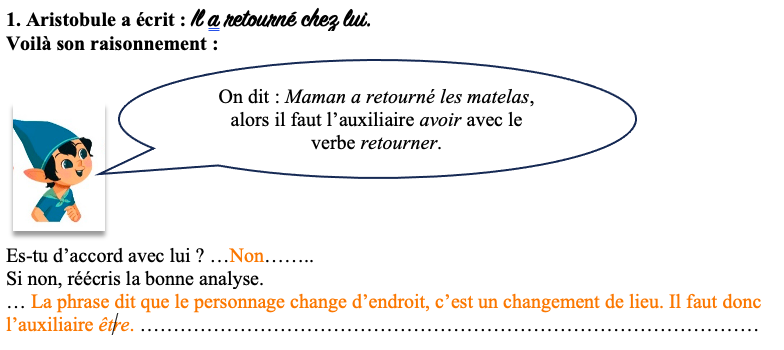 1. Aristobule a écrit : Il a retourné chez lui.
Voilà son raisonnement :
On dit : Maman a retourné les matelas,
alors il faut l’auxiliaire avoir avec le
verbe retourner.
Es-tu d’accord avec lui ? …Non……..
Si non, réécris la bonne analyse.
… La phrase dit que le personnage change d’endroit, c’est un changement de lieu. Il faut donc
l’auxiliaire être. ……………………………………………………………………………………